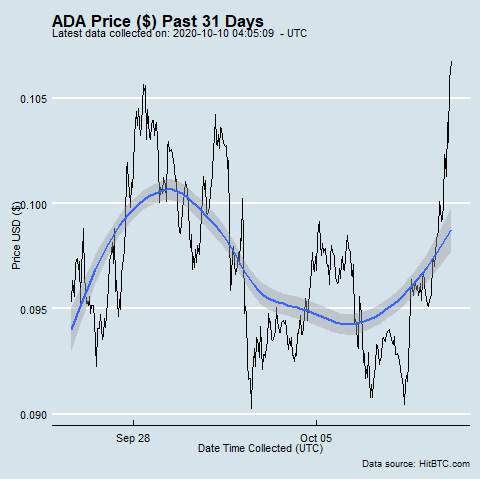 ADA Price ($) Past 31 Days
Latest data collected on: 2020-10-10 04:05:09 - UTC
Price USD ($)
0.105
0.100
0.095
0.090
Sep 28
Oct 05
Date Time Collected (UTC)
Data source: HitBTC.com